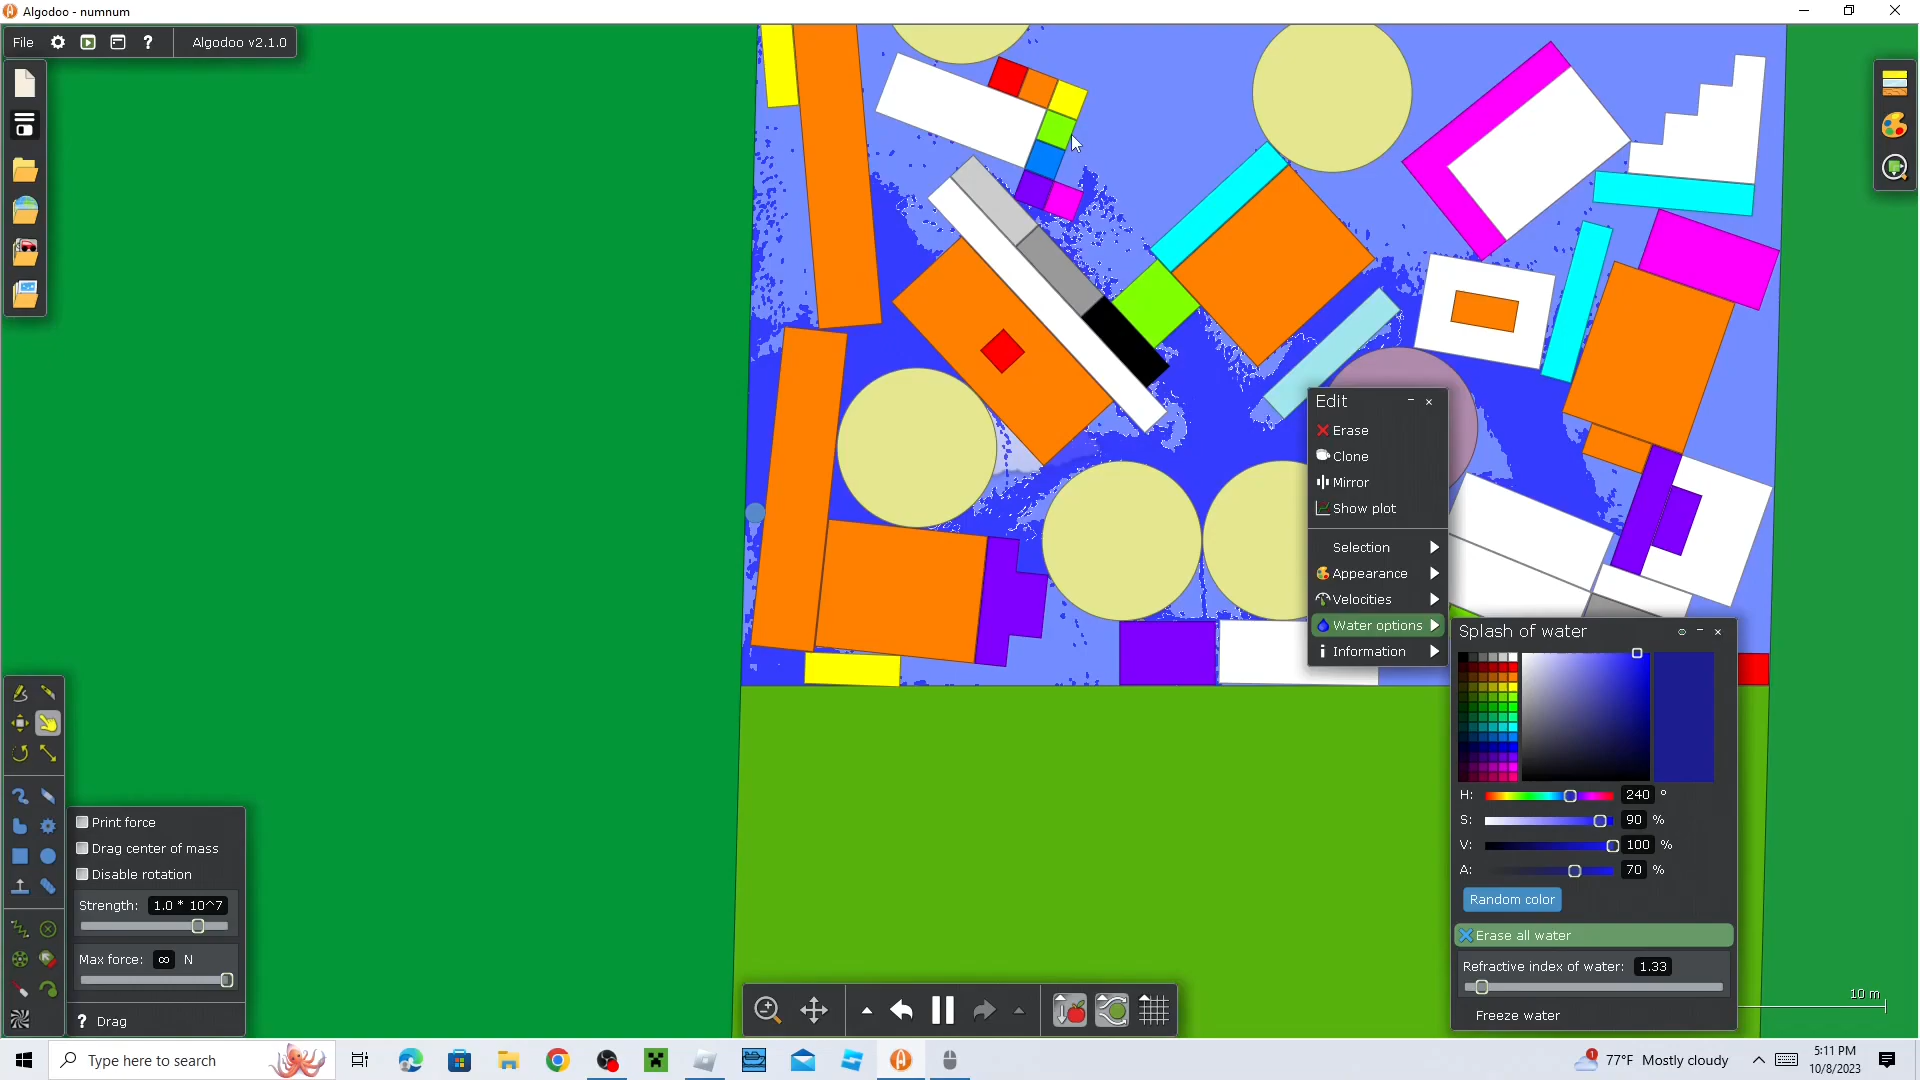 Algodoo - numnum
File
Algodoo v2.1.0
Edit
Erase
Clone
Mirror
Show plot
Selection
Appearance
Velocities
Water options
Information
Splash of water
H: 240 °
S: 90 %
V: 100 %
A: 70 %
Random color
Erase all water
Refractive index of water: 1.33
Freeze water
Print force
Drag center of mass
Disable rotation
Strength: 1.0 * 10^7
Max force: ∞ N
? Drag
10 m
Type here to search
1
77°F Mostly cloudy
5:11 PM
10/8/2023